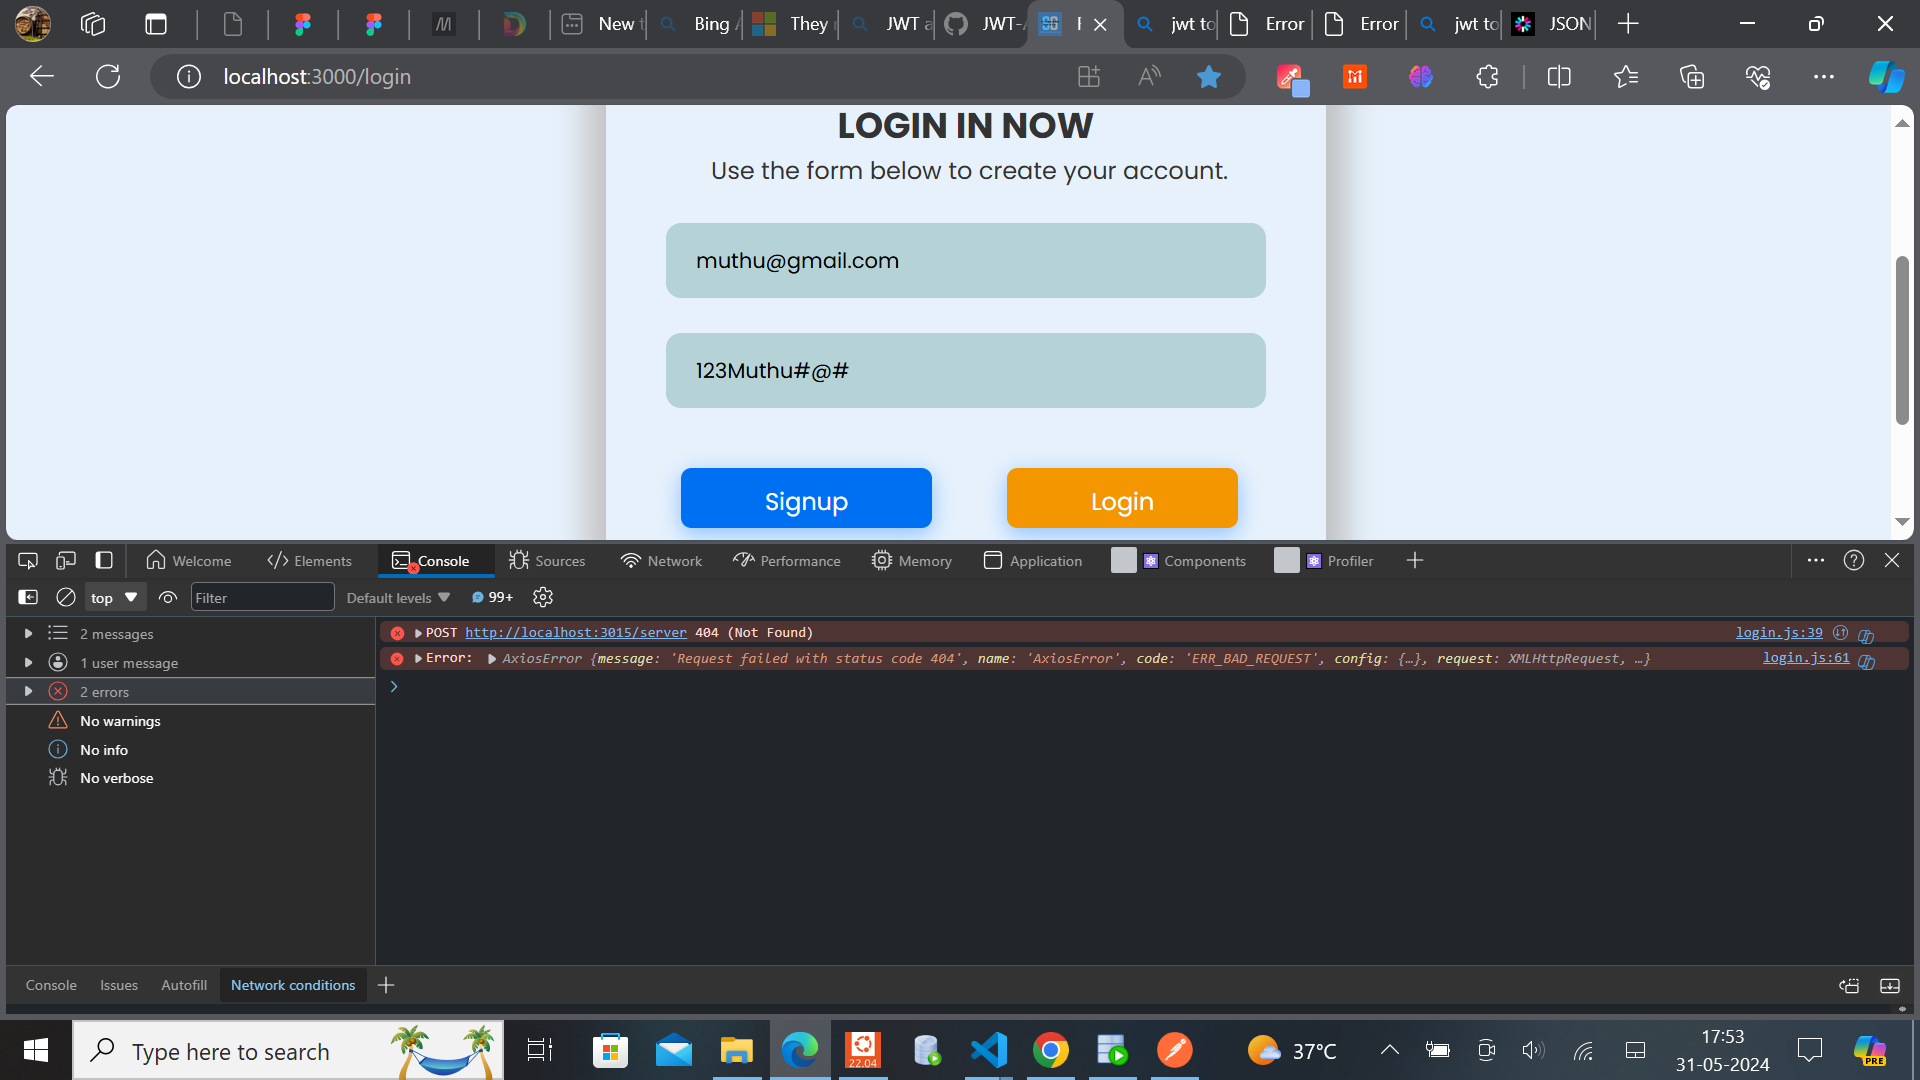 New t
Bing A
They
JWT a
JWT-A
F
jwt to
Error
Error
jwt to
JSON
localhost:3000/login
LOGIN IN NOW
Use the form below to create your account.
muthu@gmail.com
123Muthu#@#
Signup
Login
Welcome
Elements
Console
Sources
Network
Performance
Memory
Application
Components
Profiler
top
Filter
Default levels
99+
2 messages
1 user message
2 errors
No warnings
No info
No verbose
POST http://localhost:3015/server 404 (Not Found) login.js:39
Error: AxiosError {message: 'Request failed with status code 404', name: 'AxiosError', code: 'ERR_BAD_REQUEST', config: {…}, request: XMLHttpRequest, …} login.js:61
Console
Issues
Autofill
Network conditions
Type here to search
22.04
37°C
17:53
31-05-2024
PRE